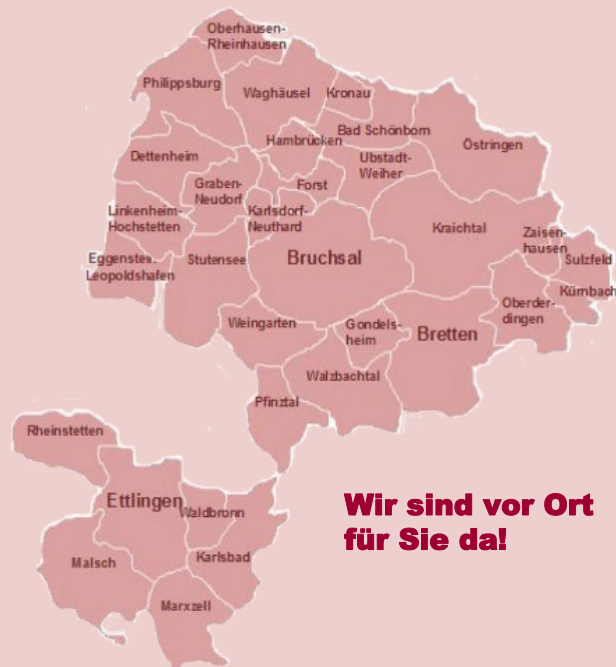 Oberhausen-
Rheinhausen
Philippsburg
Waghäusel
Kronau
Bad Schönborn
Östringen
Hambrücken
Dettenheim
Ubstadt-
Weiher
Graben-
Neudorf
Forst
Linkenheim-
Hochstetten
Karlsdorf-
Neuthard
Kraichtal
Zaisen-
hausen
Sulzfeld
Eggenstein-
Leopoldshafen
Stutensee
Bruchsal
Kürnbach
Oberder-
dingen
Weingarten
Gondels-
heim
Bretten
Walzbachtal
Pfinztal
Rheinstetten
Ettlingen
Waldbronn
Wir sind vor Ort
für Sie da!
Malsch
Karlsbad
Marxzell